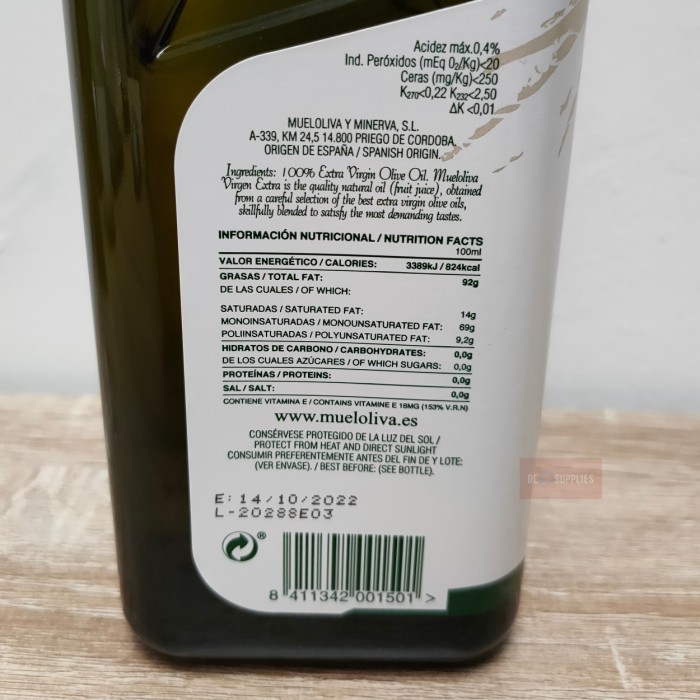 Acidez máx.0,4%
Ind. Peróxidos (mEq O₂/Kg)<20
Ceras (mg/Kg)<250
K₂₇₀<0,22 K₂₃₂<2,50
ΔK <0,01
MUELOLIVA Y MINERVA, S.L.
A-339, KM 24,5 14.800 PRIEGO DE CORDOBA.
ORIGEN DE ESPAÑA / SPANISH ORIGIN.
Ingredients: 100% Extra Virgin Olive Oil. Mueloliva
Virgen Extra is the quality natural oil (fruit juice), obtained
from a careful selection of the best extra virgin olive oils,
skillfully blended to satisfy the most demanding tastes.
INFORMACIÓN NUTRICIONAL / NUTRITION FACTS
100ml
VALOR ENERGÉTICO / CALORIES: 3389kJ / 824kcal
GRASAS / TOTAL FAT: 92g
DE LAS CUALES / OF WHICH:
SATURADAS / SATURATED FAT: 14g
MONOINSATURADAS / MONOUNSATURATED FAT: 69g
POLIINSATURADAS / POLYUNSATURATED FAT: 9,2g
HIDRATOS DE CARBONO / CARBOHYDRATES: 0,0g
DE LOS CUALES AZÚCARES / OF WHICH SUGARS: 0,0g
PROTEÍNAS / PROTEINS: 0,0g
SAL / SALT: 0,0g
CONTIENE VITAMINA E / CONTAINS VITAMINE E 18MG (153% V.R.N)
www.mueloliva.es
CONSÉRVESE PROTEGIDO DE LA LUZ DEL SOL /
PROTECT FROM HEAT AND DIRECT SUNLIGHT
CONSUMIR PREFERENTEMENTE ANTES DEL FIN DE Y LOTE:
(VER ENVASE). / BEST BEFORE: (SEE BOTTLE).
E: 14/10/2022
L-20288E03
®
8 411342 001501 >
SUPPLIES